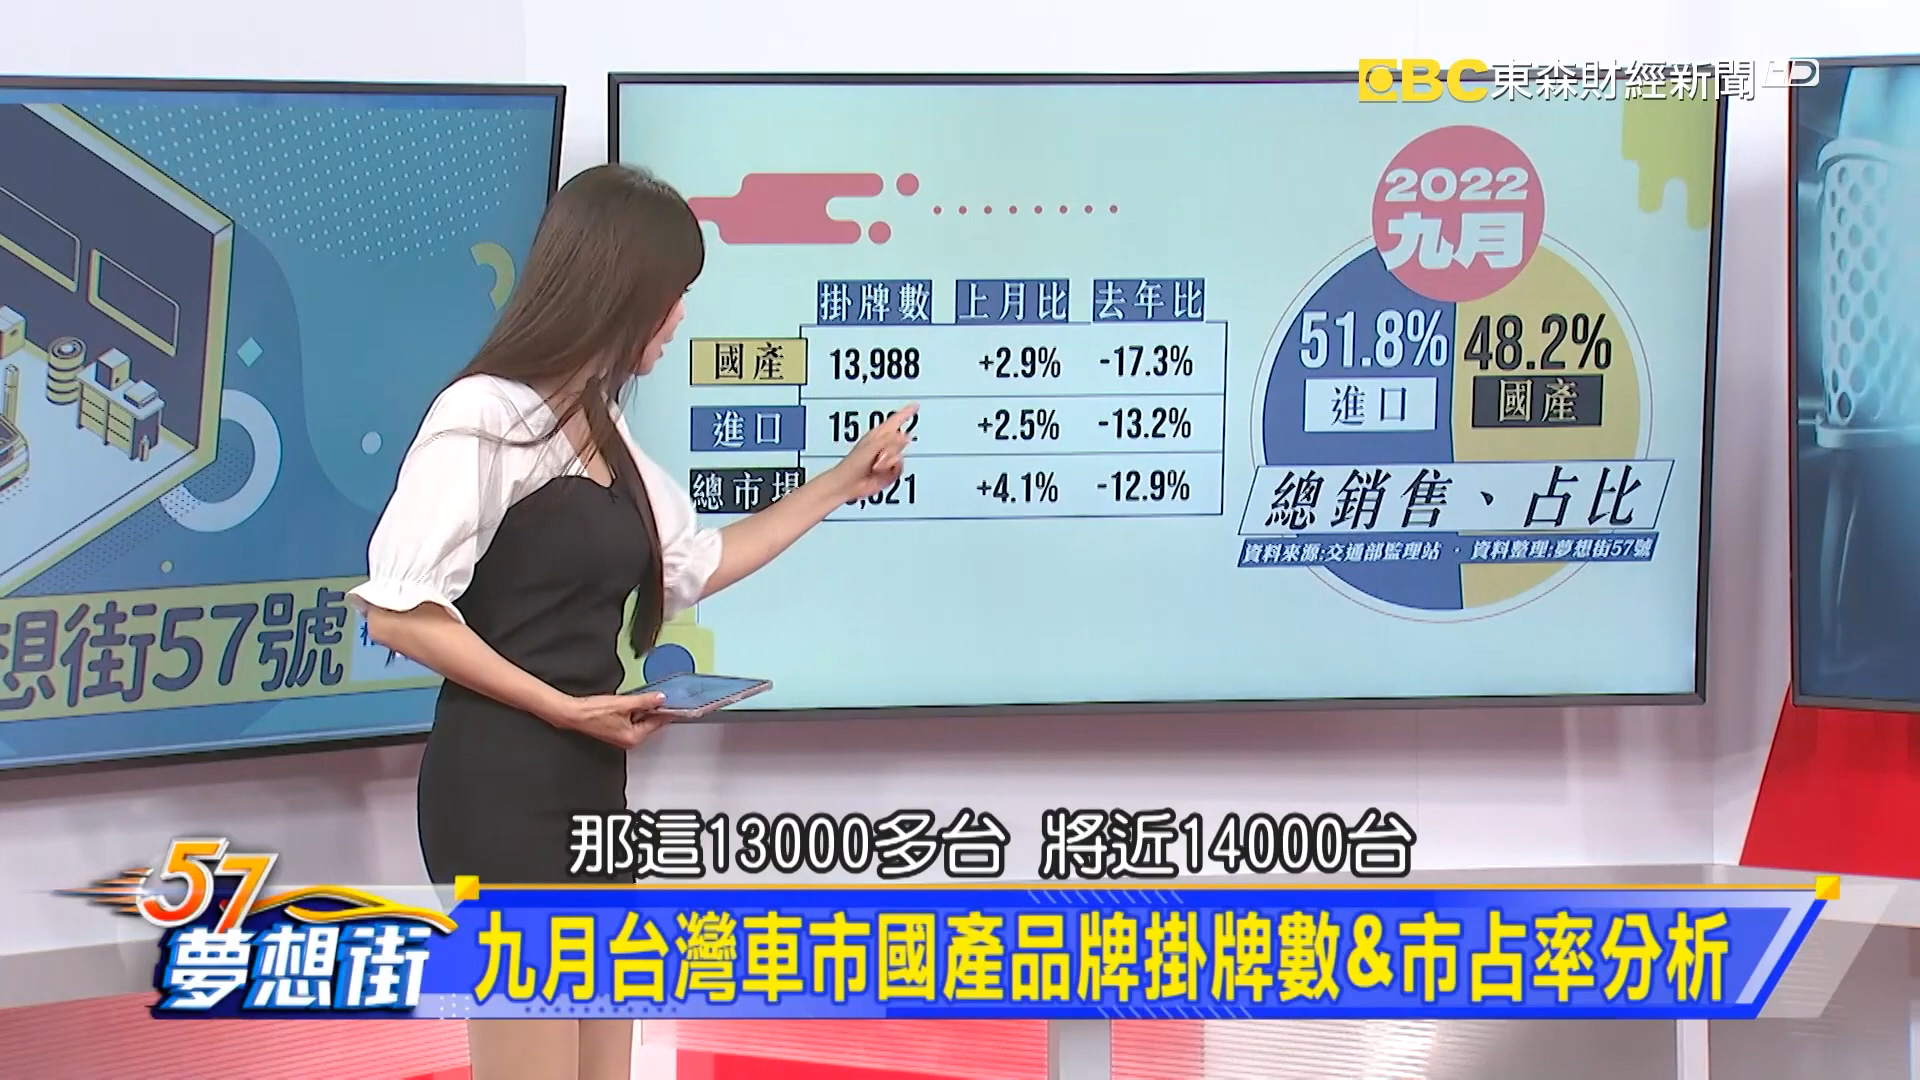 EBC東森財經新聞HD
2022
九月
掛牌數 上月比 去年比
國產 13,988 +2.9% -17.3%
進口 +2.5% -13.2%
總市場 +4.1% -12.9%
51.8% 進口
48.2% 國產
總銷售、占比
資料來源:交通部監理站 · 資料整理:夢想街57號
想街57號
那這13000多台 將近14000台
57夢想街
九月台灣車市國產品牌掛牌數&市占率分析